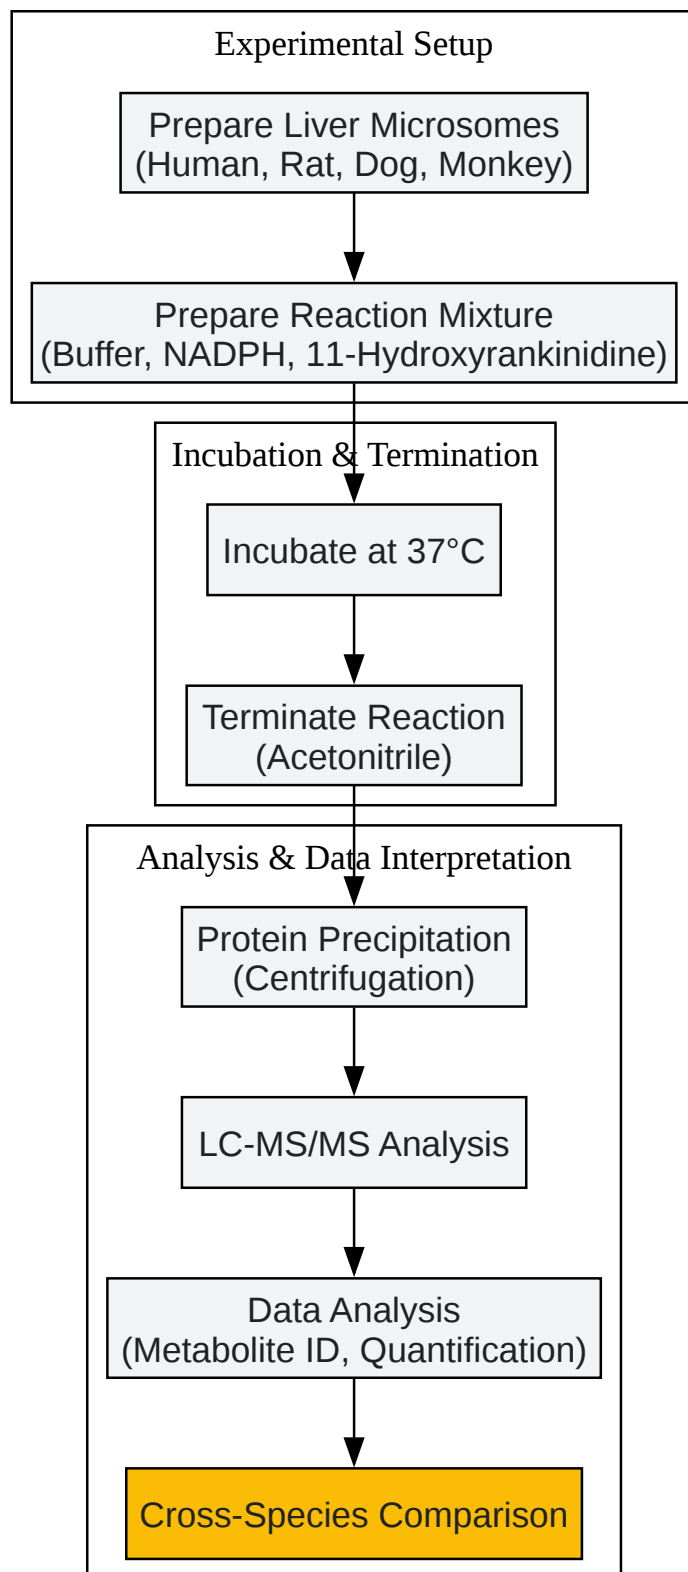 Experimental Setup
Prepare Liver Microsomes
(Human, Rat, Dog, Monkey)
Prepare Reaction Mixture
(Buffer, NADPH, 11-Hydroxyrankinidine)
Incubation & Termination
Incubate at 37°C
Terminate Reaction
(Acetonitrile)
Analysis & Data Interpretation
Protein Precipitation
(Centrifugation)
LC-MS/MS Analysis
Data Analysis
(Metabolite ID, Quantification)
Cross-Species Comparison